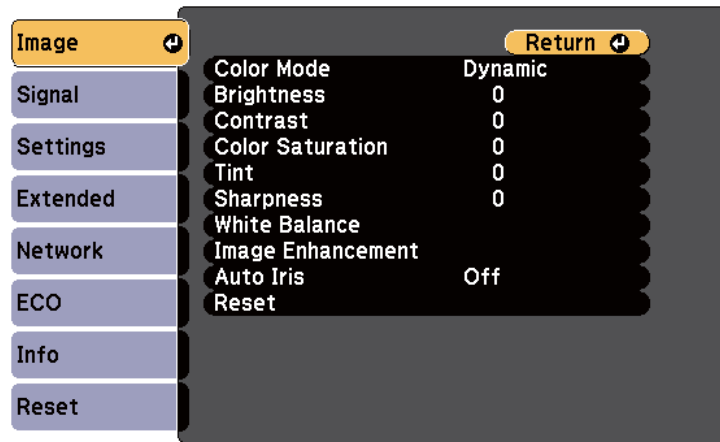 Image
Signal
Settings
Extended
Network
ECO
Info
Reset
Return
Color Mode Dynamic
Brightness 0
Contrast 0
Color Saturation 0
Tint 0
Sharpness 0
White Balance
Image Enhancement
Auto Iris Off
Reset